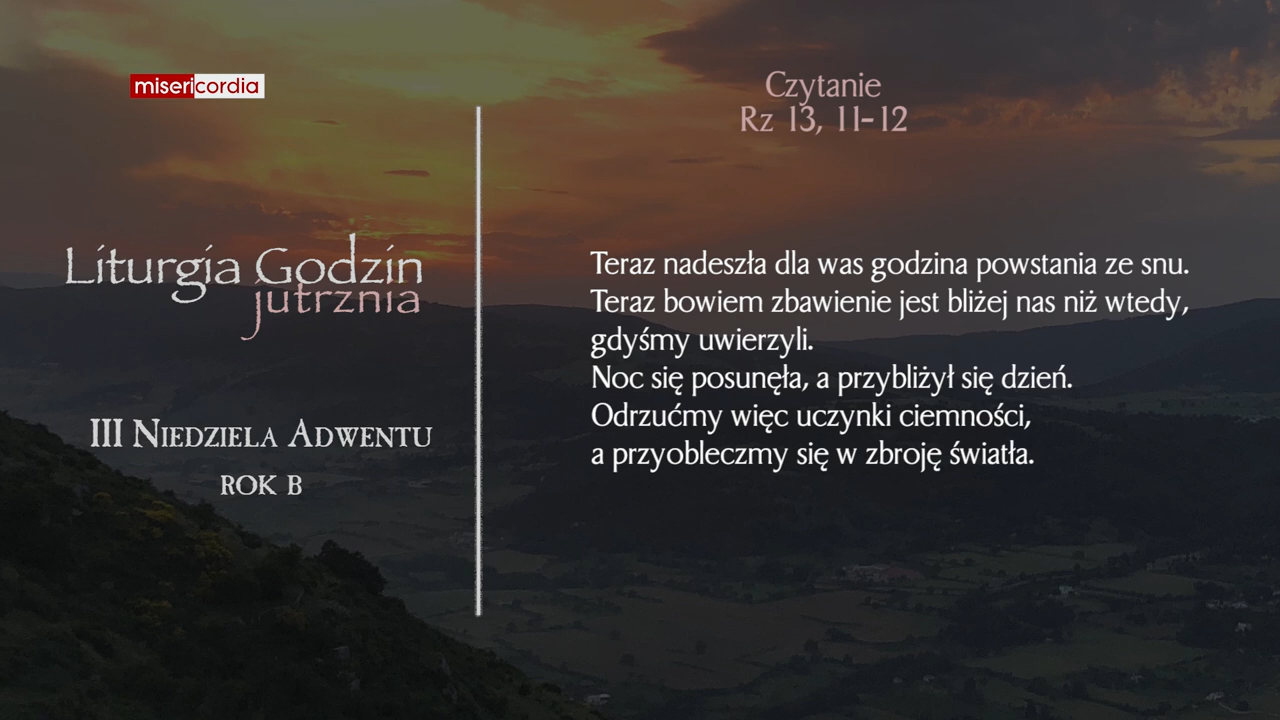 misericordia
Liturgia Godzin
jutrznia
III Niedziela Adwentu
rok B
Czytanie
Rz 13, 11-12
Teraz nadeszła dla was godzina powstania ze snu.
Teraz bowiem zbawienie jest bliżej nas niż wtedy,
gdyśmy uwierzyli.
Noc się posunęła, a przybliżył się dzień.
Odrzućmy więc uczynki ciemności,
a przyobleczmy się w zbroję światła.